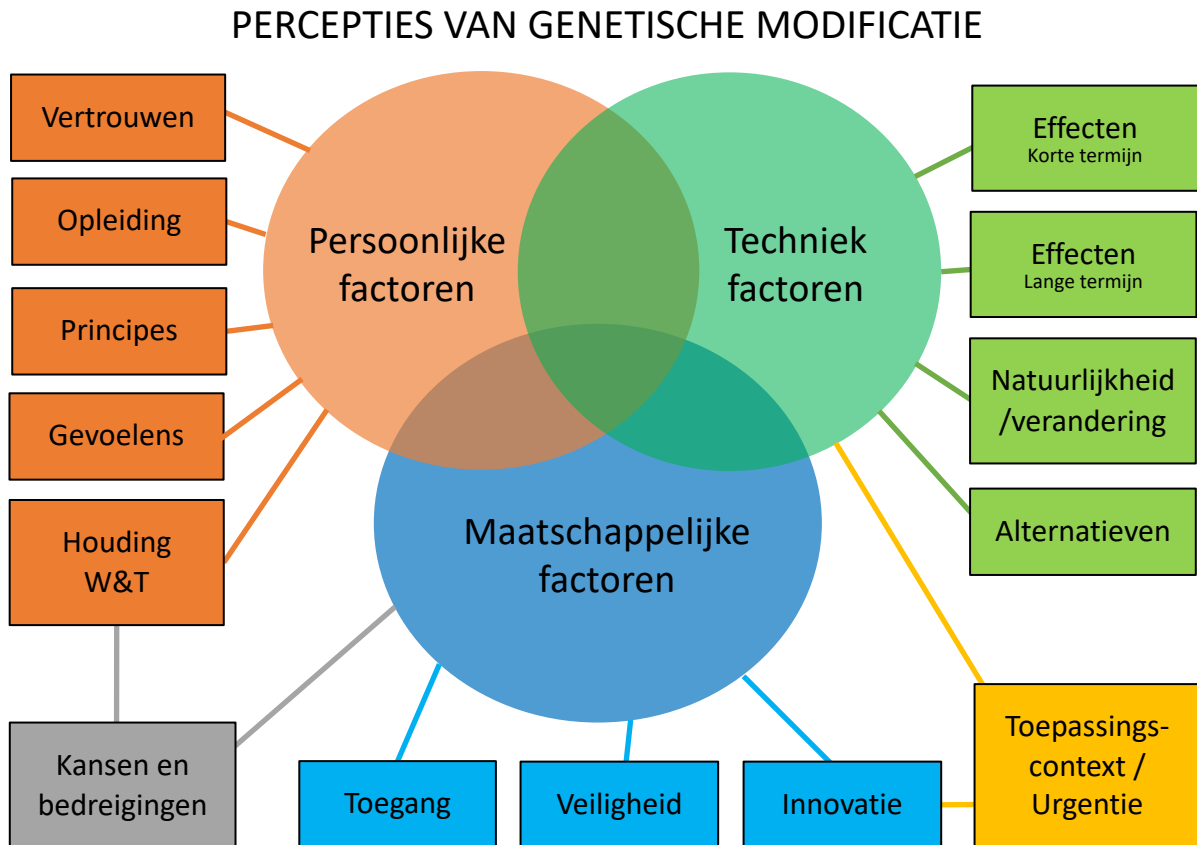 PERCEPTIES VAN GENETISCHE MODIFICATIE
Vertrouwen
Opleiding
Principes
Gevoelens
Houding
W&T
Kansen en
bedreigingen
Persoonlijke
factoren
Techniek
factoren
Maatschappelijke
factoren
Effecten
Korte termijn
Effecten
Lange termijn
Natuurlijkheid
/verandering
Alternatieven
Toegang
Veiligheid
Innovatie
Toepassings-
context /
Urgentie